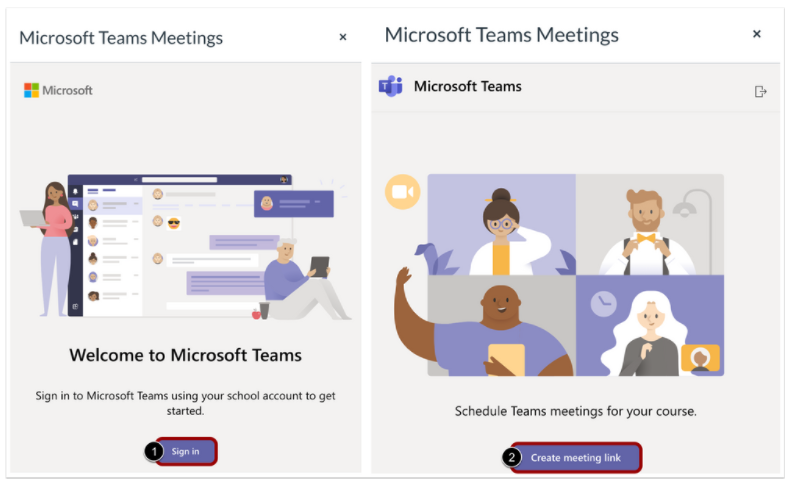 Microsoft Teams Meetings ×
Microsoft
Welcome to Microsoft Teams
Sign in to Microsoft Teams using your school account to get
started.
1 Sign in
Microsoft Teams Meetings ×
T Microsoft Teams
Schedule Teams meetings for your course.
2 Create meeting link